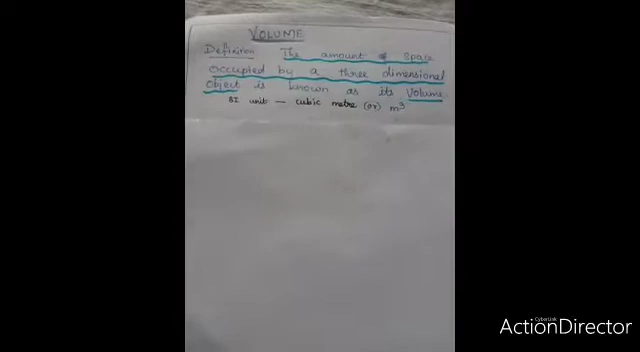 VOLUME
Definition The amount of space
Occupied by a three dimensional
Object is known as its Volume
SI unit — cubic metre (or) m³
CyberLink
ActionDirector